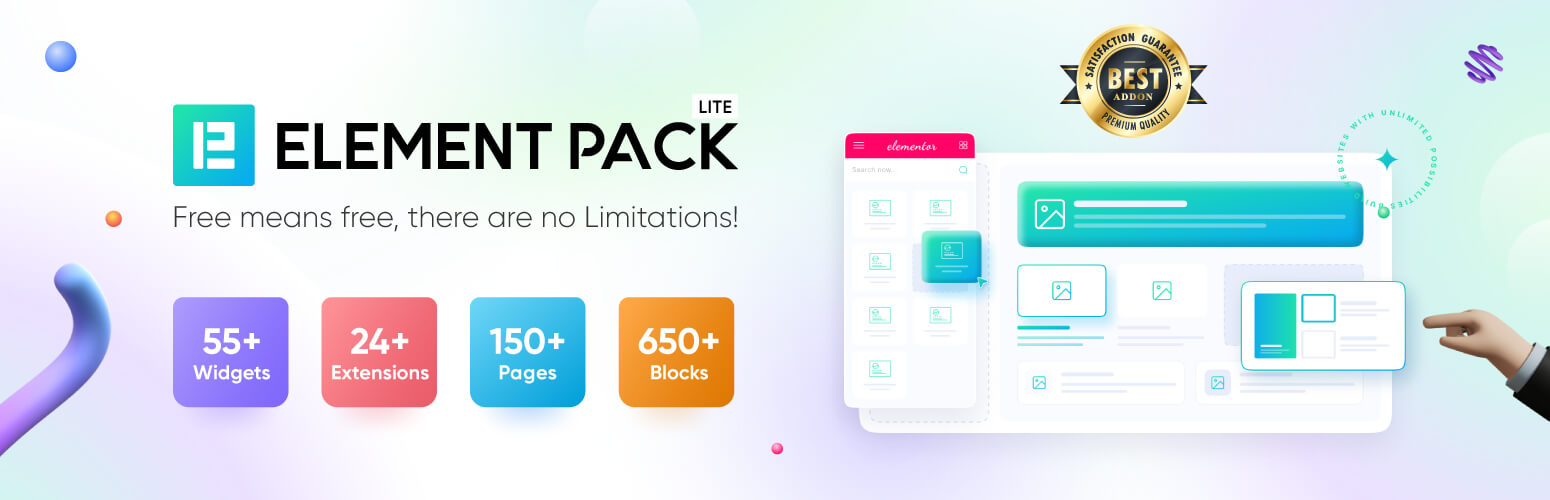 LITE
ELEMENT PACK
Free means free, there are no Limitations!
55+
Widgets
24+
Extensions
150+
Pages
650+
Blocks
SATISFACTION GUARANTEE
BEST
ADDON
PREMIUM QUALITY
elementor
Search now...
WEBSITES WITH UNLIMITED POSSIBILITIES BUILD